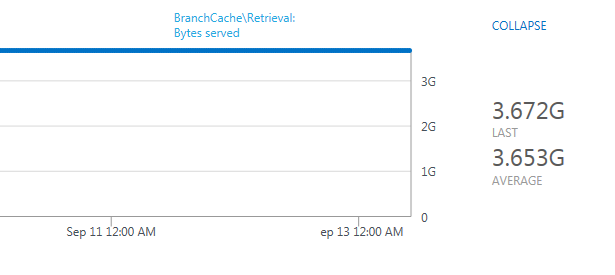 BranchCache\Retrieval:
Bytes served
COLLAPSE
3G
2G
1G
0
3.672G
LAST
3.653G
AVERAGE
Sep 11 12:00 AM
ep 13 12:00 AM